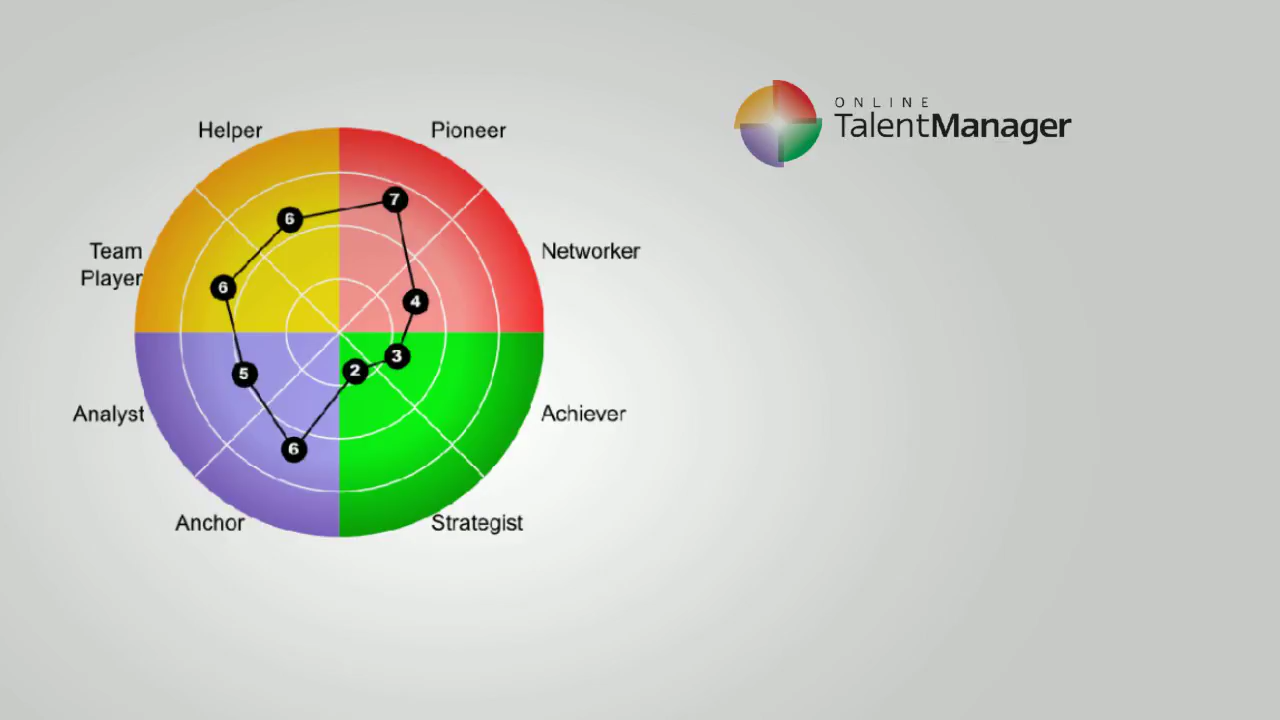 ONLINE
TalentManager
Helper
Pioneer
7
6
Team
Player
Networker
6
4
3
2
5
Analyst
Achiever
6
Anchor
Strategist